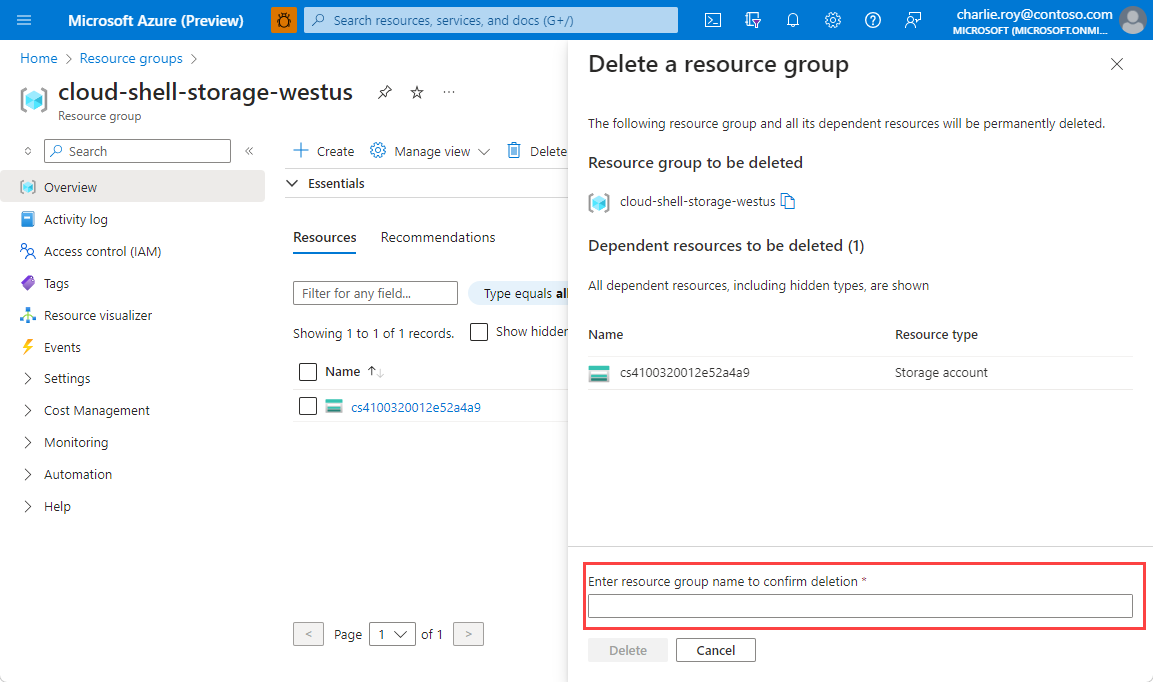 Microsoft Azure (Preview)
Search resources, services, and docs (G+/)
charlie.roy@contoso.com
MICROSOFT (MICROSOFT.ONMI...
Home > Resource groups >
cloud-shell-storage-westus
Resource group
Search
Overview
Activity log
Access control (IAM)
Tags
Resource visualizer
Events
Settings
Cost Management
Monitoring
Automation
Help
Create
Manage view
Delete
Essentials
Resources
Recommendations
Filter for any field...
Type equals all
Showing 1 to 1 of 1 records.
Show hidden
Name
cs4100320012e52a4a9
< Page 1 of 1 >
Delete a resource group
The following resource group and all its dependent resources will be permanently deleted.
Resource group to be deleted
cloud-shell-storage-westus
Dependent resources to be deleted (1)
All dependent resources, including hidden types, are shown
Name Resource type
cs4100320012e52a4a9 Storage account
Enter resource group name to confirm deletion *
Delete
Cancel